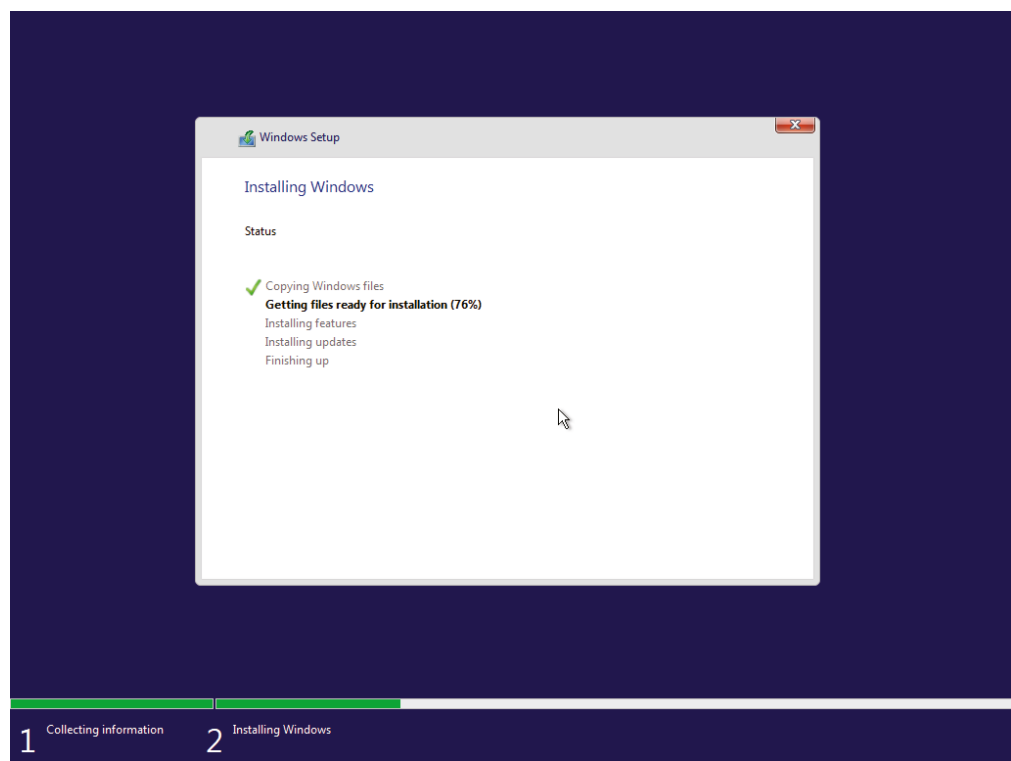 Windows Setup
Installing Windows
Status
Copying Windows files
Getting files ready for installation (76%)
Installing features
Installing updates
Finishing up
1 Collecting information 2 Installing Windows